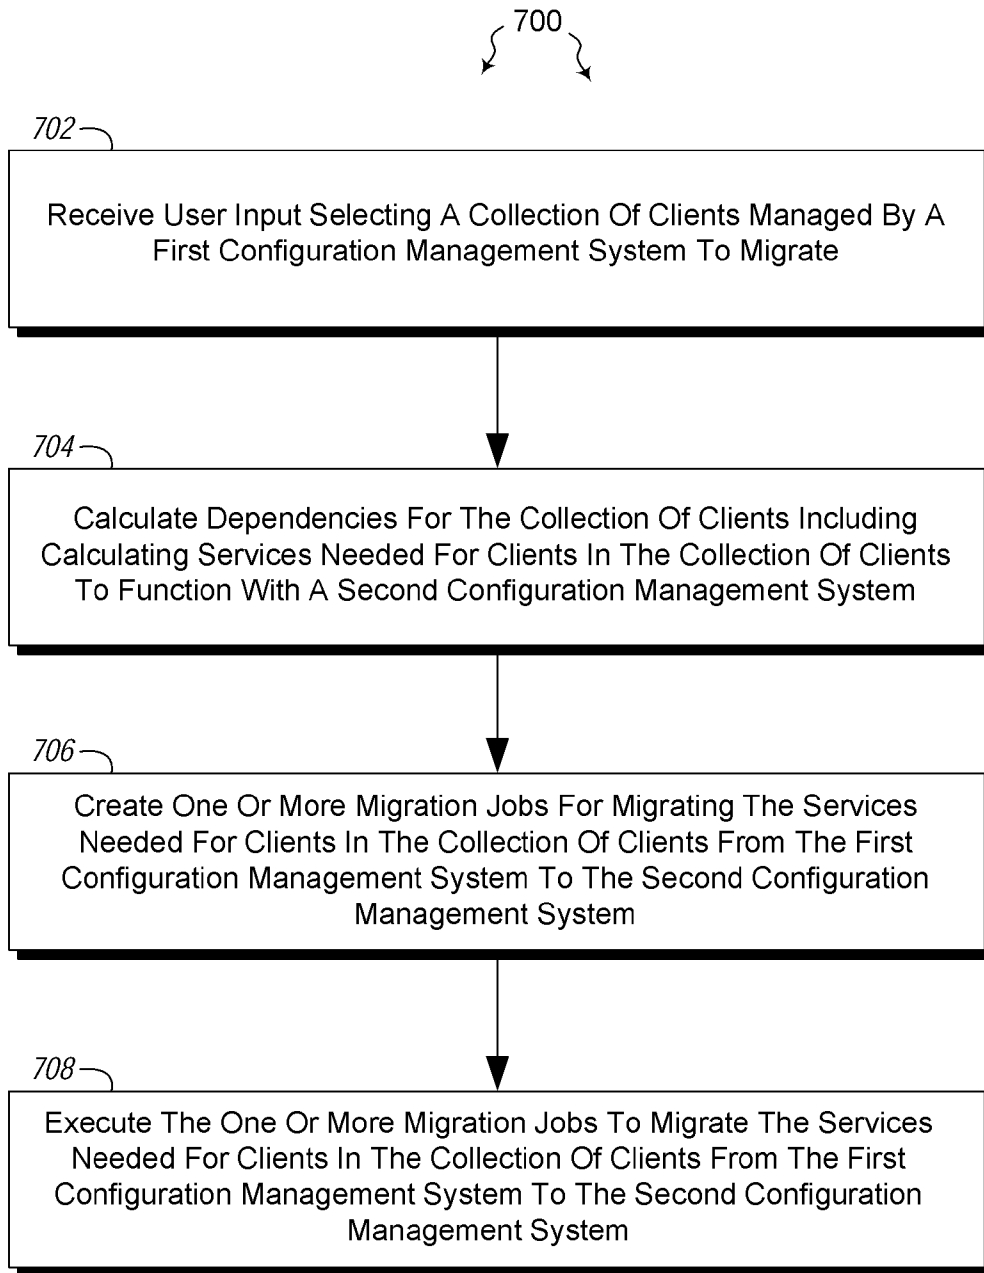 700
702
Receive User Input Selecting A Collection Of Clients Managed By A
First Configuration Management System To Migrate
704
Calculate Dependencies For The Collection Of Clients Including
Calculating Services Needed For Clients In The Collection Of Clients
To Function With A Second Configuration Management System
706
Create One Or More Migration Jobs For Migrating The Services
Needed For Clients In The Collection Of Clients From The First
Configuration Management System To The Second Configuration
Management System
708
Execute The One Or More Migration Jobs To Migrate The Services
Needed For Clients In The Collection Of Clients From The First
Configuration Management System To The Second Configuration
Management System